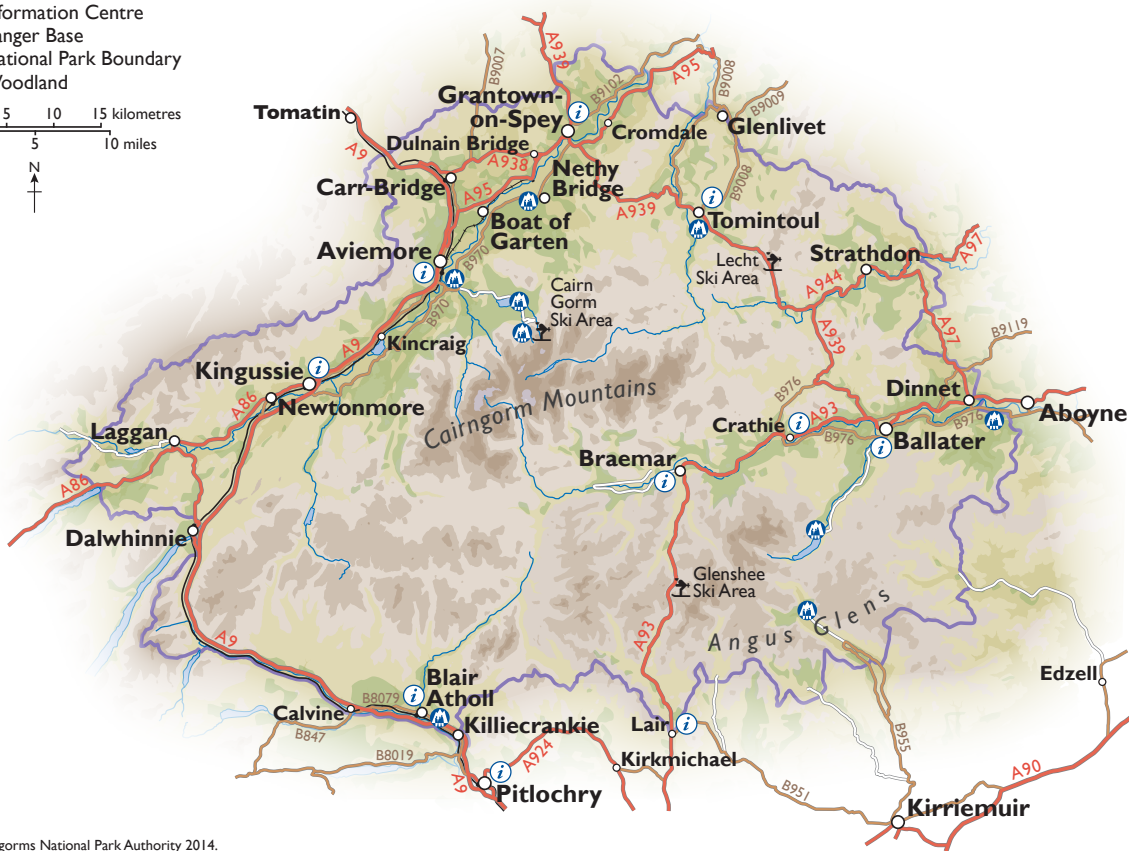 formation Centre
anger Base
ational Park Boundary
Woodland
5 10 15 kilometres
5 10 miles
N
A939
B9007
A95
B9008
B9102
B9009
Grantown-
on-Spey
Tomatin
Cromdale
Glenlivet
A9
Dulnain Bridge
A938
Nethy
Bridge
Carr-Bridge
A95
B9008
A939
Tomintoul
Boat of
Garten
Aviemore
B970
Lecht
Ski Area
Strathdon
A97
Cairn
Gorm
Ski Area
A944
B970
A939
A97
B9119
Kincraig
A9
Kingussie
Cairngorm Mountains
B976
Dinnet
A86
Newtonmore
A93
Aboyne
Crathie
B976
B976
Ballater
Laggan
Braemar
A86
Dalwhinnie
Glenshee
Ski Area
A93
Angus Glens
A9
Blair
Atholl
Edzell
B8079
Calvine
Killiecrankie
Lair
B847
B8019
A924
Kirkmichael
B955
A9
Pitlochry
A90
B951
Kirriemuir
gorms National Park Authority 2014.